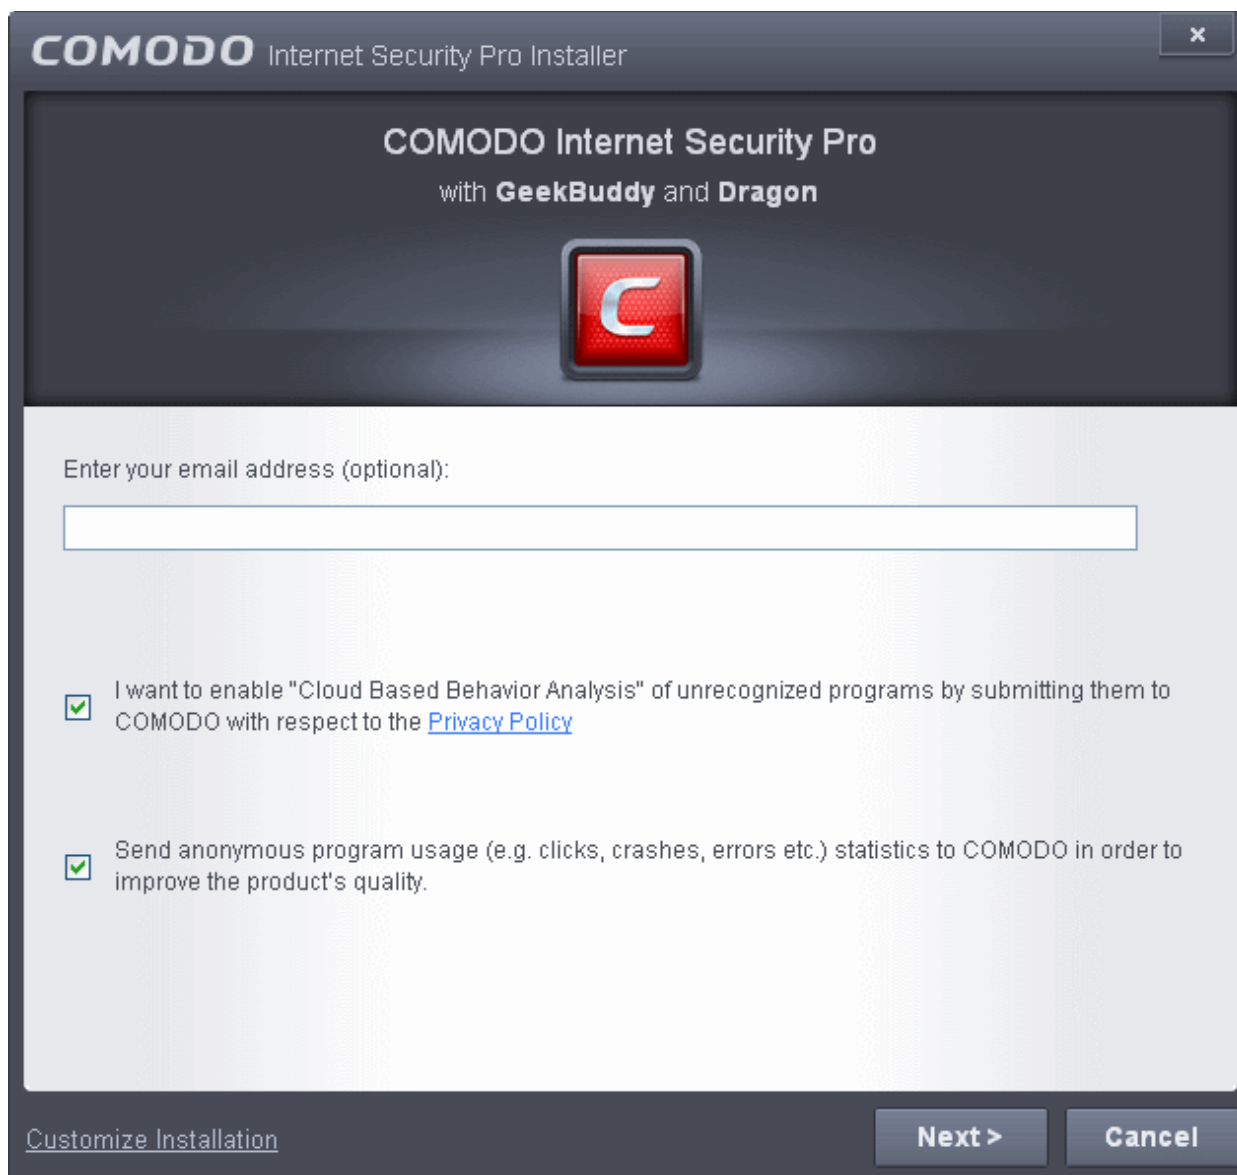 COMODO Internet Security Pro Installer
x
COMODO Internet Security Pro
with GeekBuddy and Dragon
C
Enter your email address (optional):
I want to enable "Cloud Based Behavior Analysis" of unrecognized programs by submitting them to
COMODO with respect to the Privacy Policy
Send anonymous program usage (e.g. clicks, crashes, errors etc.) statistics to COMODO in order to
improve the product's quality.
Customize Installation
Next >
Cancel